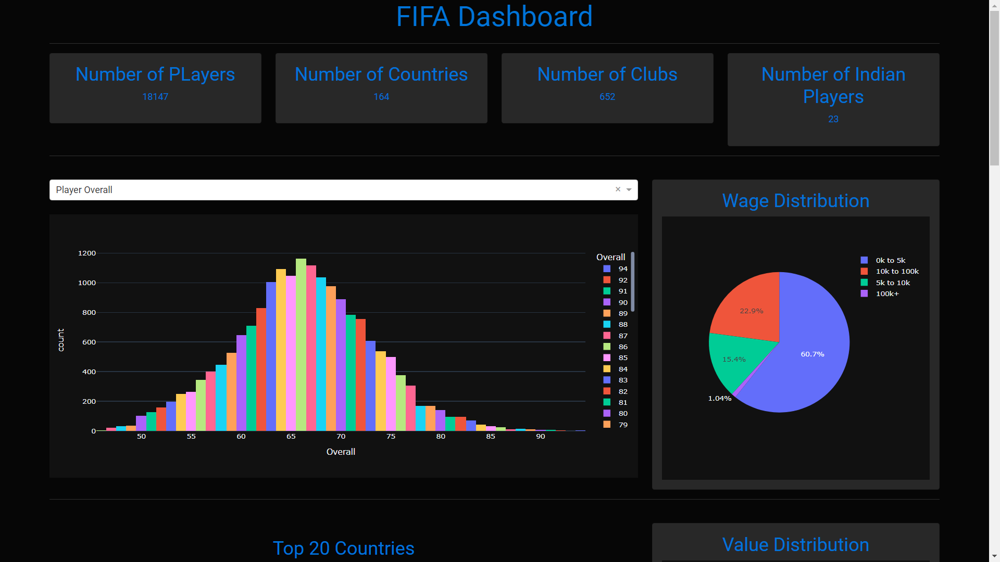 FIFA Dashboard
Number of PLayers
18147
Number of Countries
164
Number of Clubs
652
Number of Indian
Players
23
Player Overall
1200
1000
800
600
400
200
0
count
50 55 60 65 70 75 80 85 90
Overall
Overall
94
92
91
90
89
88
87
86
85
84
83
82
81
80
79
Wage Distribution
0k to 5k
10k to 100k
5k to 10k
100k+
22.9%
60.7%
15.4%
1.04%
Top 20 Countries
Value Distribution